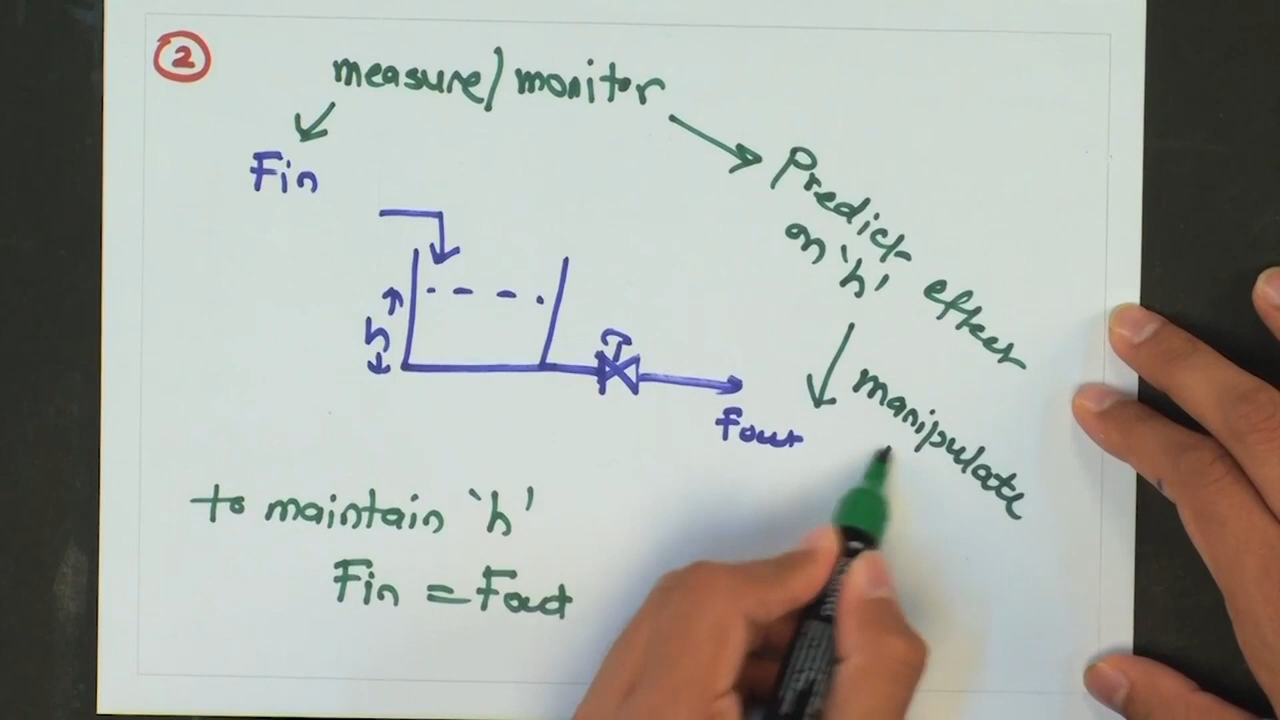 2
measure/monitor
Fin
Predict effect
on 'h'
h
manipulate
fout
to maintain 'h'
Fin = Fout